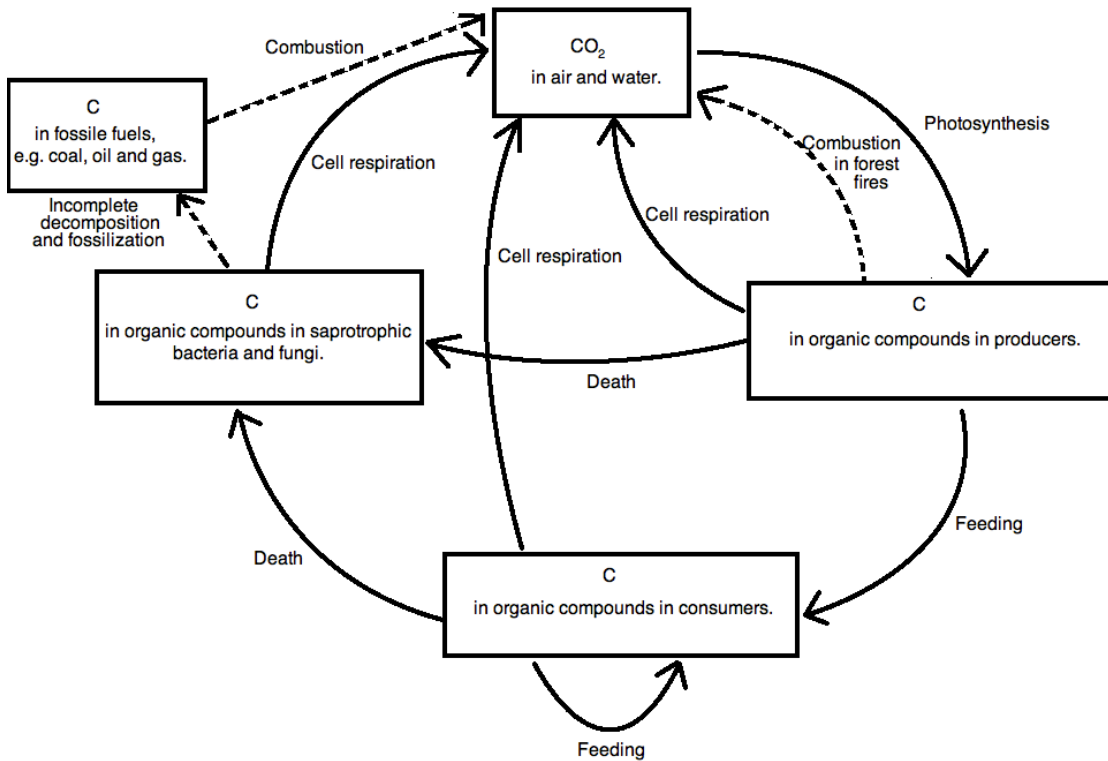 CO₂
in air and water.
Combustion
C
in fossile fuels,
e.g. coal, oil and gas.
Photosynthesis
Combustion
in forest
fires
Cell respiration
Incomplete
decomposition
and fossilization
Cell respiration
Cell respiration
C
in organic compounds in saprotrophic
bacteria and fungi.
C
in organic compounds in producers.
Death
Feeding
Death
C
in organic compounds in consumers.
Feeding